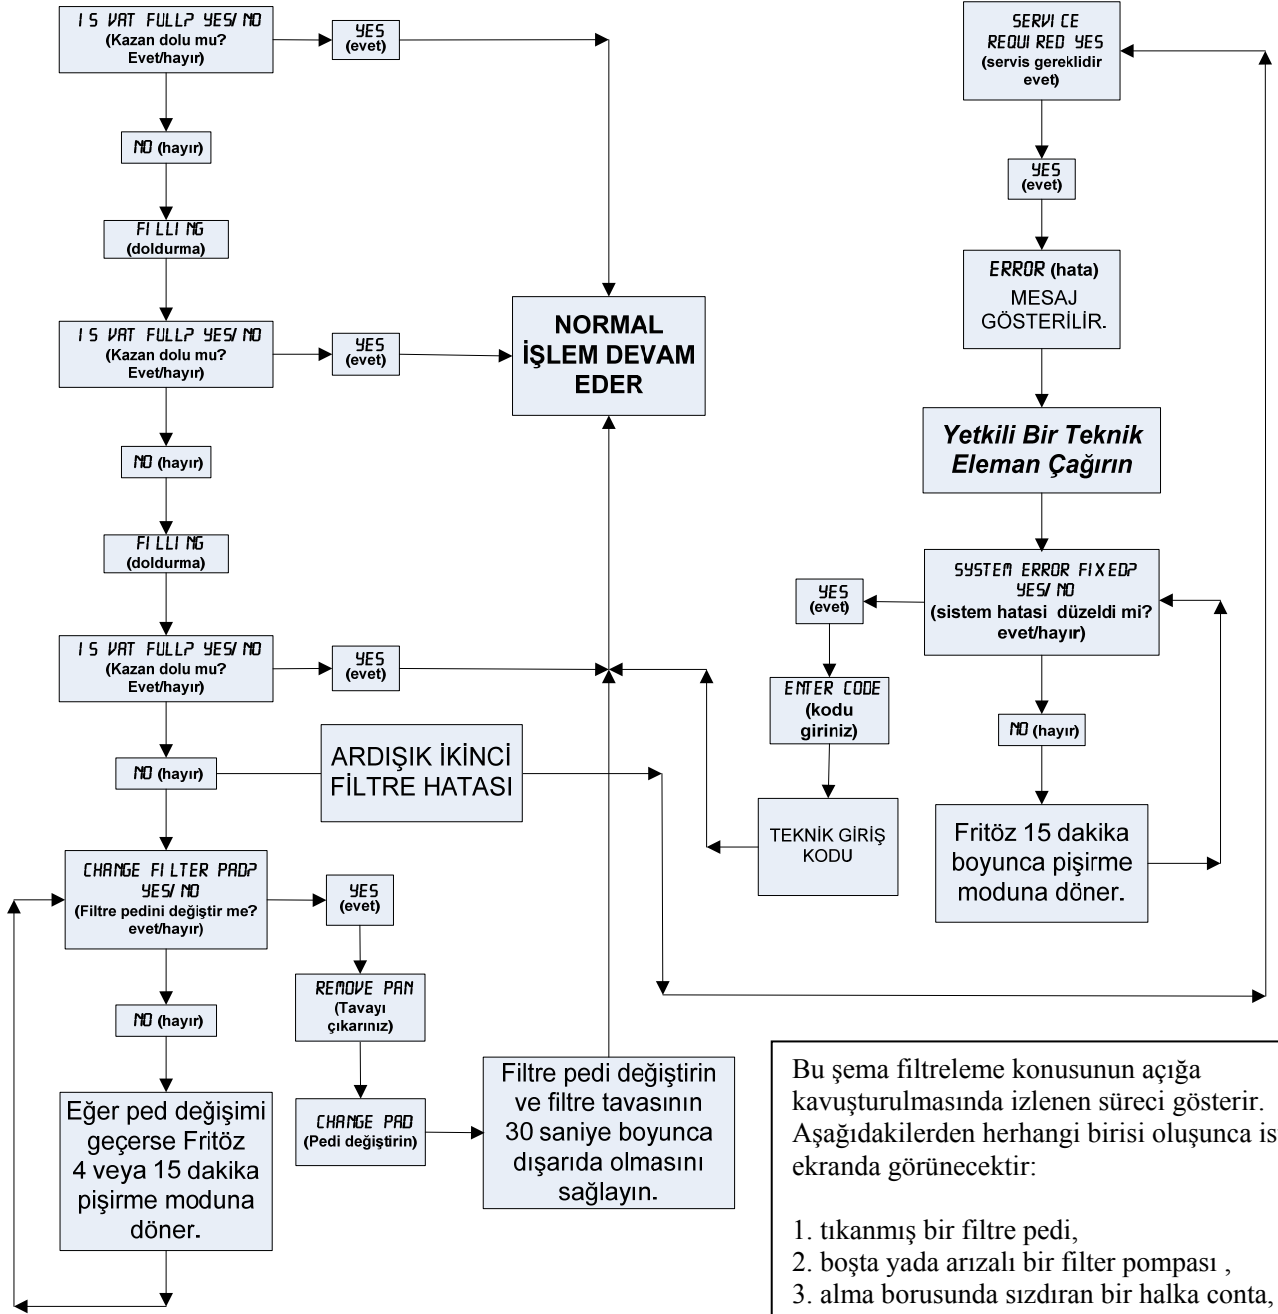 IS VAT FULL? YES/NO
(Kazan dolu mu?
Evet/hayır)
YES
(evet)
NO (hayır)
FILLING
(doldurma)
IS VAT FULL? YES/NO
(Kazan dolu mu?
Evet/hayır)
YES
(evet)
NO (hayır)
FILLING
(doldurma)
IS VAT FULL? YES/NO
(Kazan dolu mu?
Evet/hayır)
YES
(evet)
NO (hayır)
ARDIŞIK İKİNCİ
FİLTRE HATASI
CHANGE FILTER PAD?
YES/NO
(Filtre pedini değiştir me?
evet/hayır)
YES
(evet)
REMOVE PAN
(Tavayı
çıkarınız)
CHANGE PAD
(Pedi değiştirin)
Filtre pedi değiştirin
ve filtre tavasının
30 saniye boyunca
dışarıda olmasını
sağlayın.
NO (hayır)
Eğer ped değişimi
geçerse Fritöz
4 veya 15 dakika
pişirme moduna
döner.
NORMAL
İŞLEM DEVAM
EDER
SERVICE
REQUIRED YES
(servis gereklidir
evet)
YES
(evet)
ERROR (hata)
MESAJ
GÖSTERİLİR.
Yetkili Bir Teknik
Eleman Çağırın
SYSTEM ERROR FIXED?
YES/NO
(sistem hatasi düzeldi mi?
evet/hayır)
YES
(evet)
ENTER CODE
(kodu
giriniz)
TEKNİK GİRİŞ
KODU
NO (hayır)
Fritöz 15 dakika
boyunca pişirme
moduna döner.
Bu şema filtreleme konusunun açığa
kavuşturulmasında izlenen süreci gösterir.
Aşağıdakilerden herhangi birisi oluşunca
ekranda görünecektir:
1. tıkanmış bir filtre pedi,
2. boşta yada arızalı bir filter pompası ,
3. alma borusunda sızdıran bir halka conta,